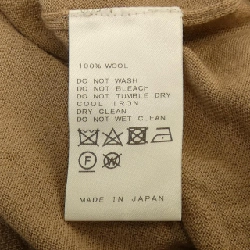 100% WOOL
DO NOT WASH
DO NOT BLEACH
DO NOT TUMBLE DRY
COOL IRON
DRY CLEAN
DO NOT WET CLEAN
F W
MADE IN JAPAN